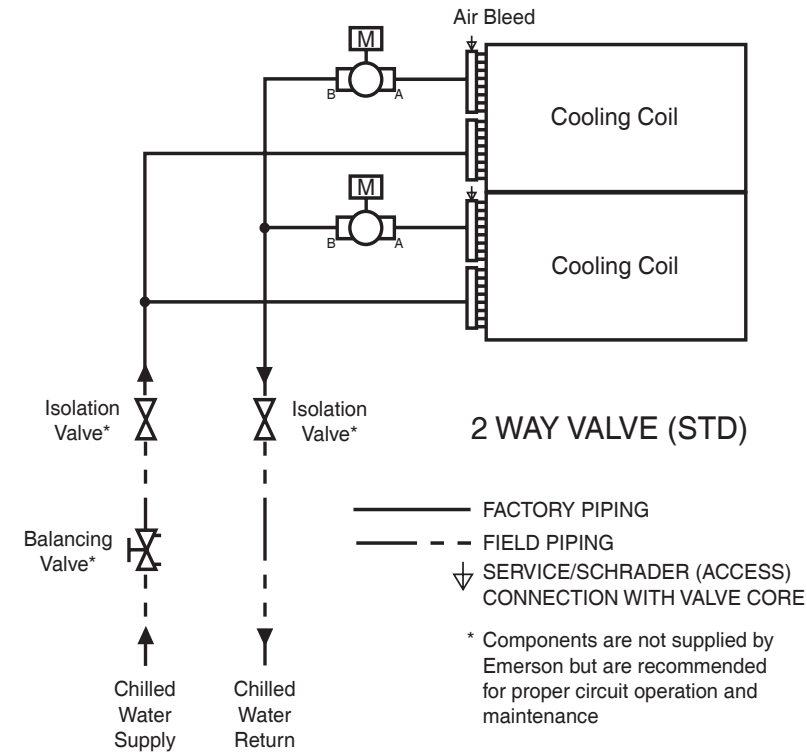 Air Bleed
M
B
A
Cooling Coil
M
B
A
Cooling Coil
Isolation
Valve*
Isolation
Valve*
2 WAY VALVE (STD)
Balancing
Valve*
FACTORY PIPING
FIELD PIPING
SERVICE/SCHRADER (ACCESS)
CONNECTION WITH VALVE CORE
* Components are not supplied by
Emerson but are recommended
for proper circuit operation and
maintenance
Chilled
Water
Supply
Chilled
Water
Return